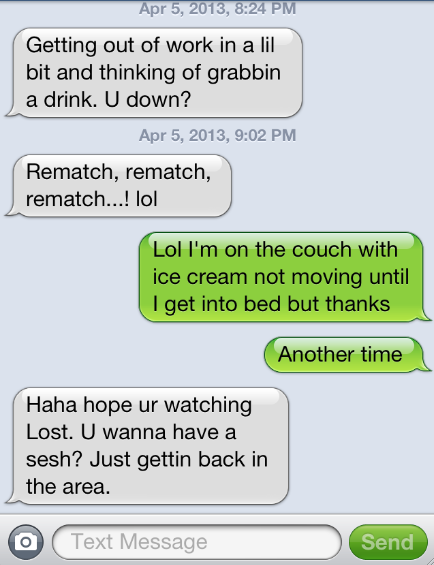 Apr 5, 2013, 8:24 PM
Getting out of work in a lil
bit and thinking of grabbin
a drink. U down?
Apr 5, 2013, 9:02 PM
Rematch, rematch,
rematch...! lol
Lol I'm on the couch with
ice cream not moving until
I get into bed but thanks
Another time
Haha hope ur watching
Lost. U wanna have a
sesh? Just gettin back in
the area.
Text Message
Send